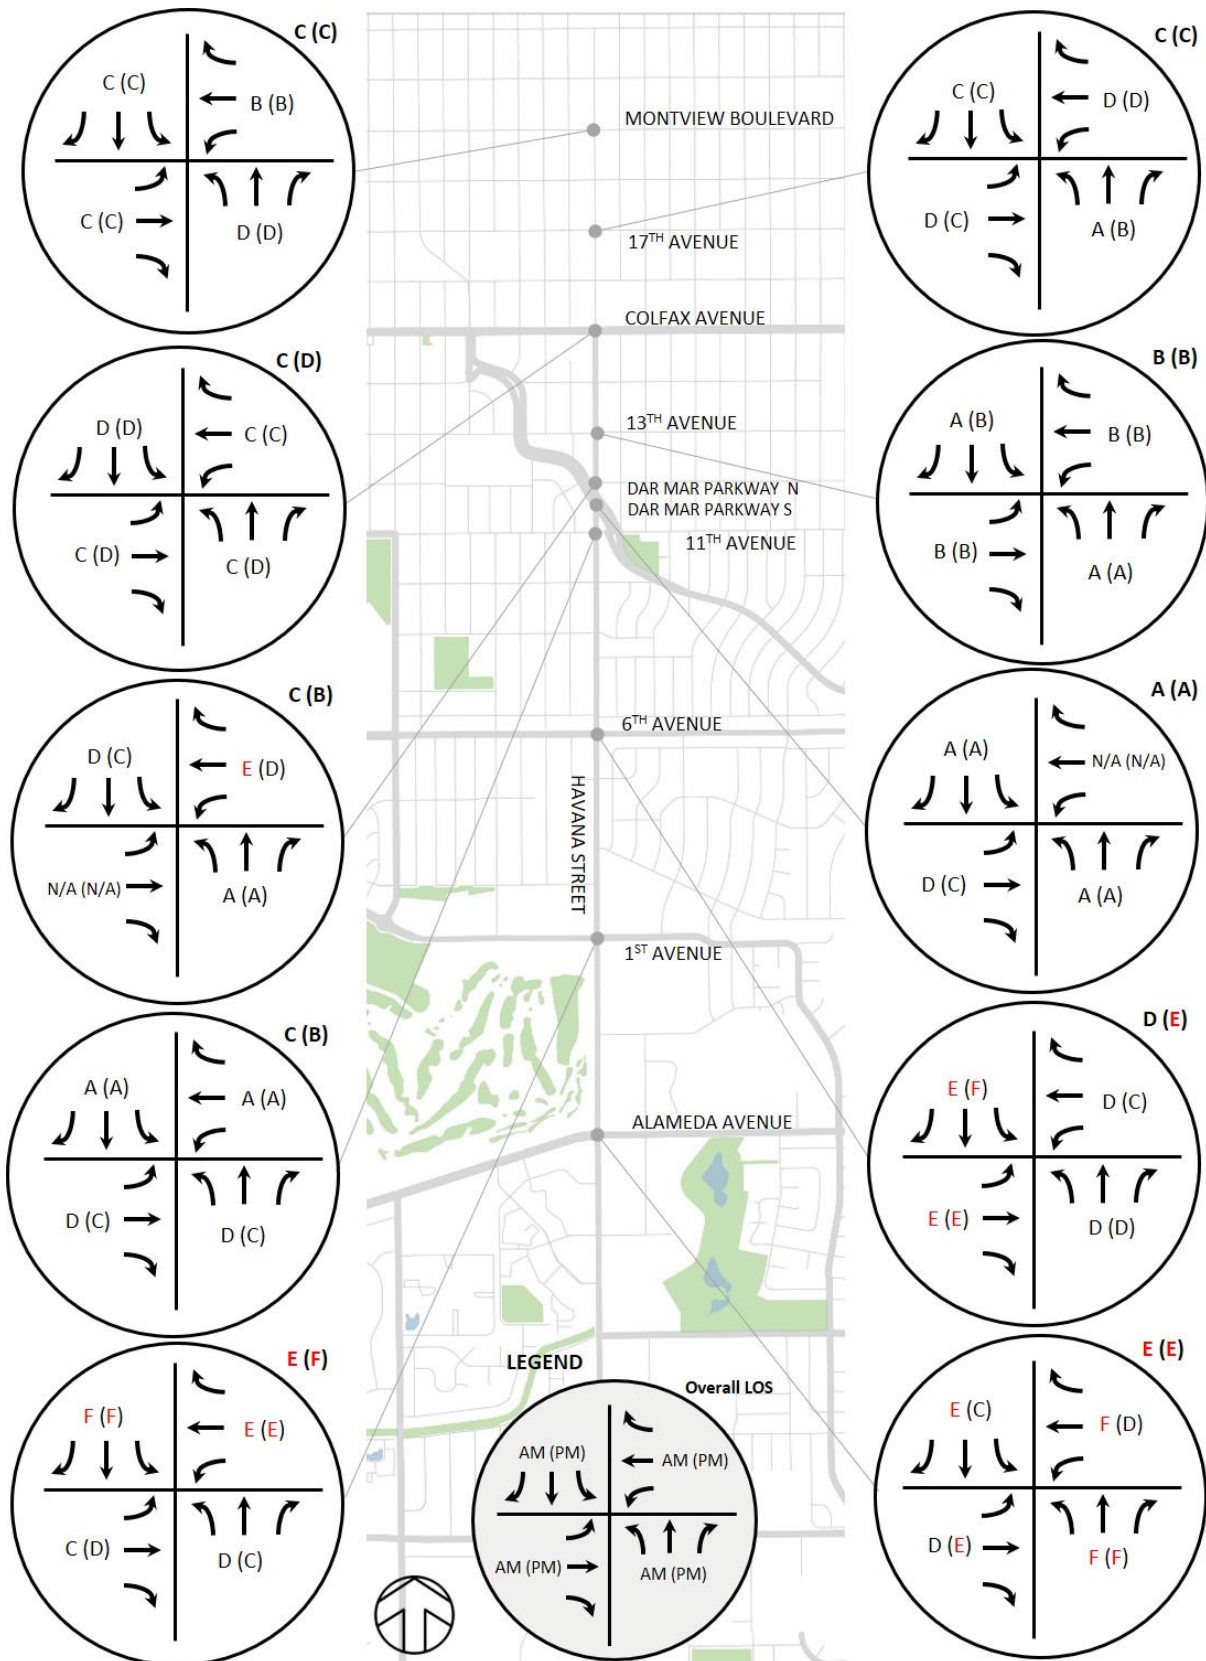 C (C)
C (C)
B (B)
C (C)
D (D)
MONTVIEW BOULEVARD
17TH AVENUE
COLFAX AVENUE
13TH AVENUE
DAR MAR PARKWAY N
DAR MAR PARKWAY S
11TH AVENUE
6TH AVENUE
HAVANA STREET
1ST AVENUE
ALAMEDA AVENUE
C (C)
C (C)
D (D)
D (C)
A (B)
C (D)
D (D)
C (C)
C (D)
C (D)
B (B)
A (B)
B (B)
B (B)
A (A)
C (B)
D (C)
E (D)
N/A (N/A)
A (A)
A (A)
A (A)
N/A (N/A)
D (C)
A (A)
C (B)
A (A)
A (A)
D (C)
D (C)
D (E)
E (F)
D (C)
E (E)
D (D)
E (F)
F (F)
E (E)
C (D)
D (C)
LEGEND
Overall LOS
AM (PM)
AM (PM)
AM (PM)
AM (PM)
E (E)
E (C)
F (D)
D (E)
F (F)